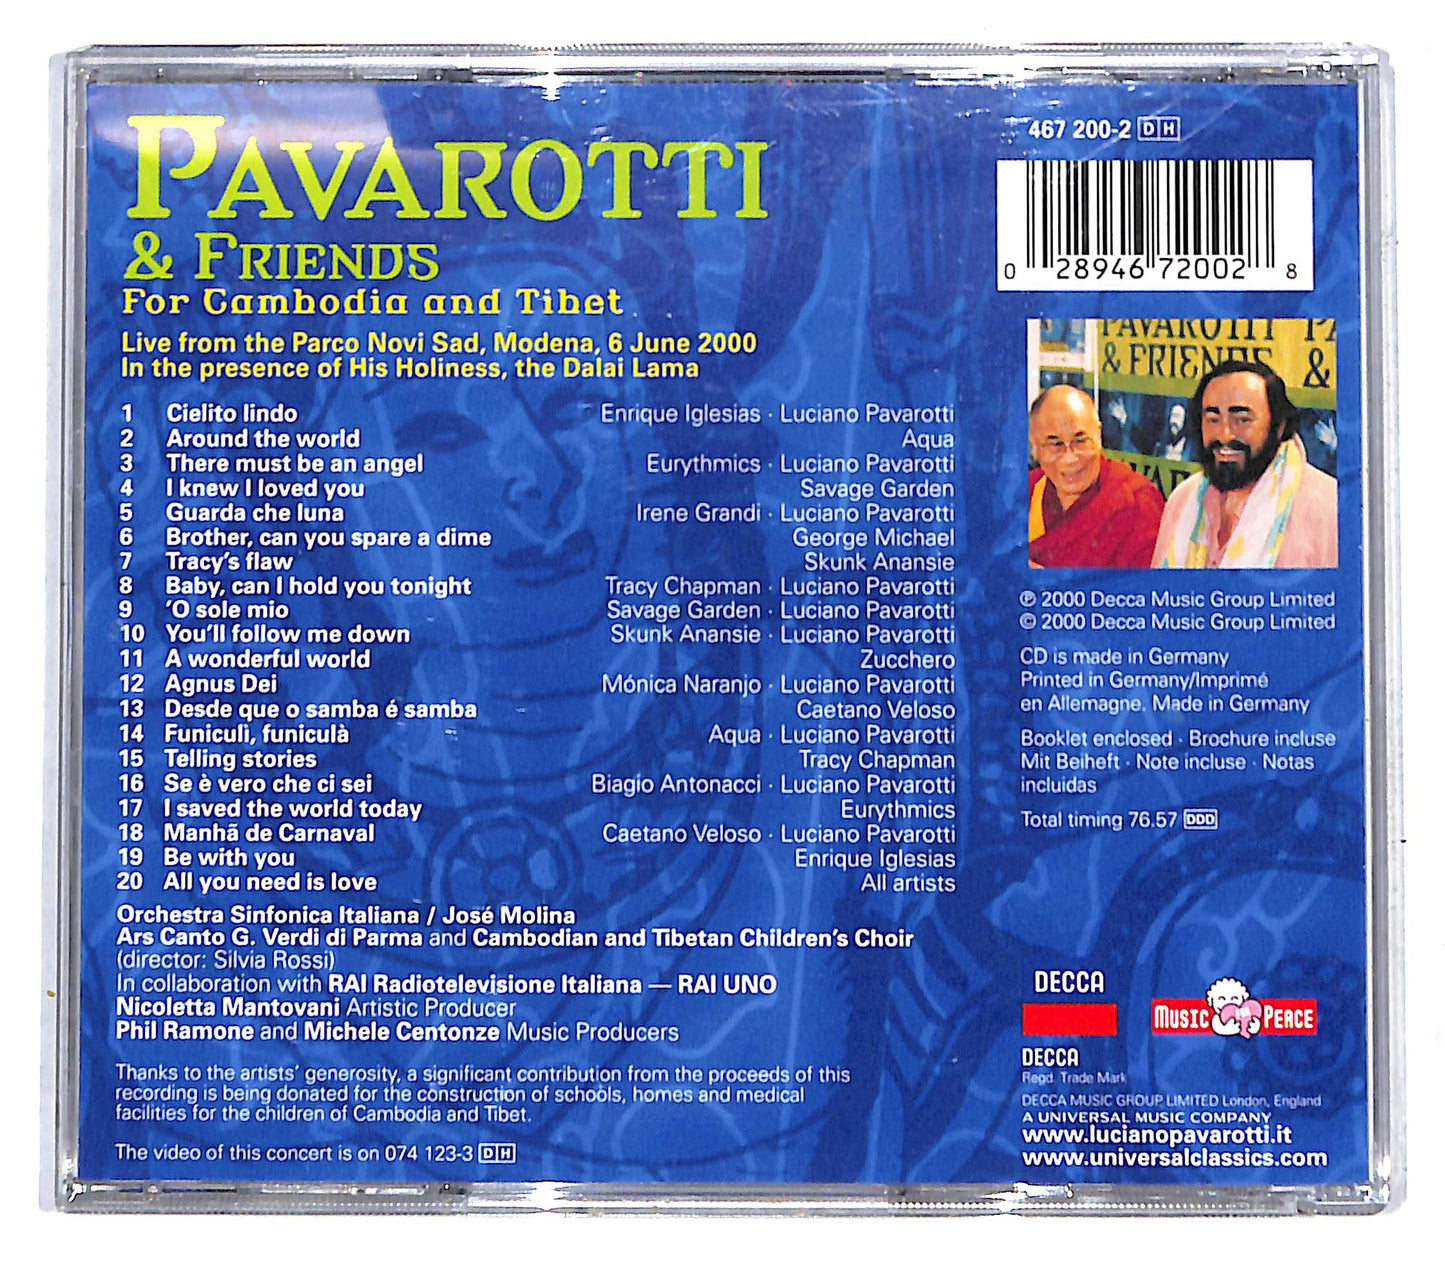 PAVAROTTI
& FRIENDS
For Cambodia and Tibet
Live from the Parco Novi Sad, Modena, 6 June 2000
In the presence of His Holiness, the Dalai Lama
1 Cielito lindo Enrique Iglesias · Luciano Pavarotti
2 Around the world Aqua
3 There must be an angel Eurythmics · Luciano Pavarotti
4 I knew I loved you Savage Garden
5 Guarda che luna Irene Grandi · Luciano Pavarotti
6 Brother, can you spare a dime George Michael
7 Tracy's flaw Skunk Anansie
8 Baby, can I hold you tonight Tracy Chapman · Luciano Pavarotti
9 'O sole mio Savage Garden · Luciano Pavarotti
10 You'll follow me down Skunk Anansie · Luciano Pavarotti
11 A wonderful world Zucchero
12 Agnus Dei Mónica Naranjo · Luciano Pavarotti
13 Desde que o samba é samba Caetano Veloso
14 Funiculì, funiculà Aqua · Luciano Pavarotti
15 Telling stories Tracy Chapman
16 Se è vero che ci sei Biagio Antonacci · Luciano Pavarotti
17 I saved the world today Eurythmics
18 Manhã de Carnaval Caetano Veloso · Luciano Pavarotti
19 Be with you Enrique Iglesias
20 All you need is love All artists
Orchestra Sinfonica Italiana / José Molina
Ars Canto G. Verdi di Parma and Cambodian and Tibetan Children's Choir
(director: Silvia Rossi)
In collaboration with RAI Radiotelevisione Italiana — RAI UNO
Nicoletta Mantovani Artistic Producer
Phil Ramone and Michele Centonze Music Producers
Thanks to the artists' generosity, a significant contribution from the proceeds of this
recording is being donated for the construction of schools, homes and medical
facilities for the children of Cambodia and Tibet.
The video of this concert is on 074 123-3 DH
467 200-2 DH
0 28946 72002 8
PAVAROTTI PA
& FRIENDS &
PAVAR
℗ 2000 Decca Music Group Limited
© 2000 Decca Music Group Limited
CD is made in Germany
Printed in Germany/Imprimé
en Allemagne. Made in Germany
Booklet enclosed · Brochure incluse
Mit Beiheft · Note incluse · Notas
incluidas
Total timing 76.57 DDD
DECCA
MUSIC PEACE
DECCA
Regd. Trade Mark
DECCA MUSIC GROUP LIMITED London, England
A UNIVERSAL MUSIC COMPANY
www.lucianopavarotti.it
www.universalclassics.com